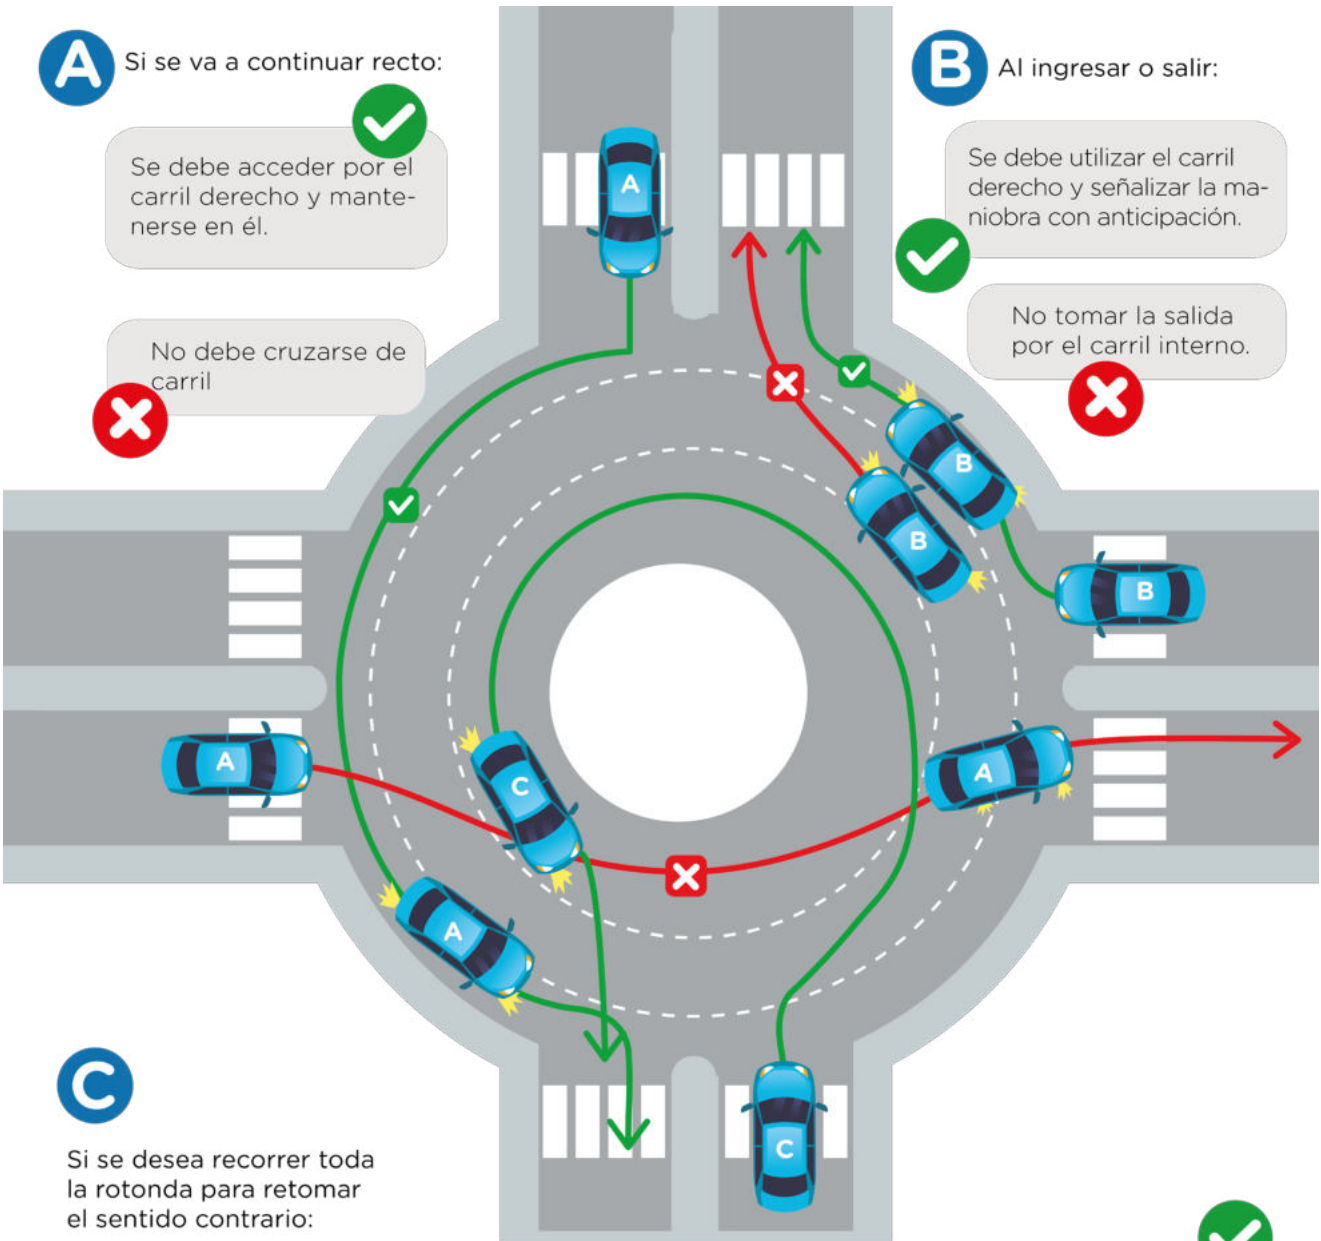 A
Si se va a continuar recto:
Se debe acceder por el
carril derecho y mante-
nerse en él.
No debe cruzarse de
carril
B
Al ingresar o salir:
Se debe utilizar el carril
derecho y señalizar la ma-
niobra con anticipación.
No tomar la salida
por el carril interno.
A
B
B
B
A
C
A
A
C
C
Si se desea recorrer toda
la rotonda para retomar
el sentido contrario: